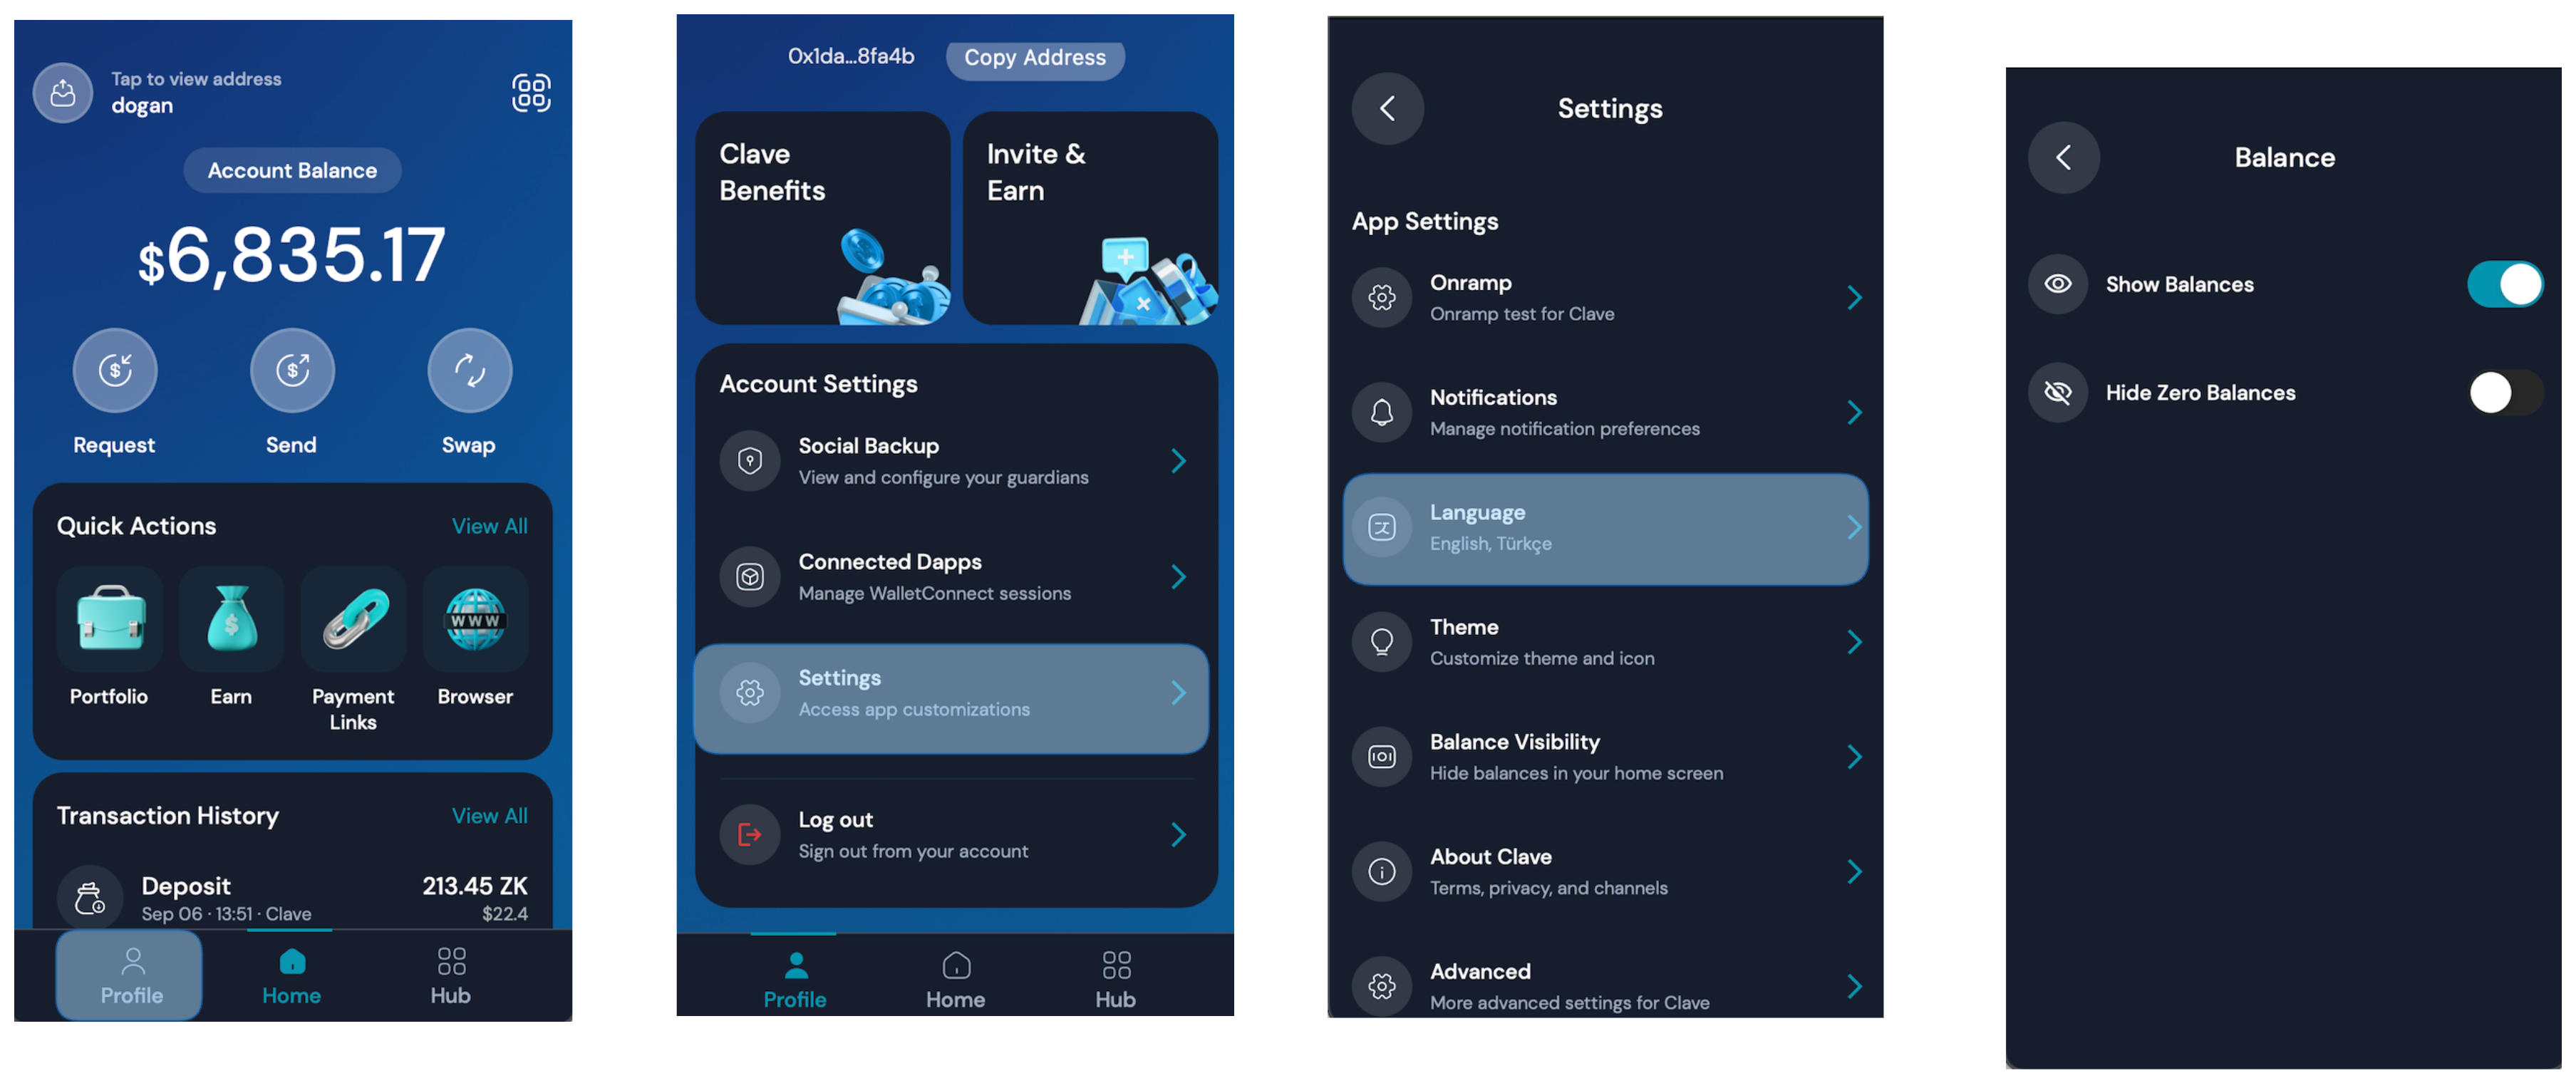 Tap to view address
dogan
Account Balance
$6,835.17
Request
Send
Swap
Quick Actions
View All
Portfolio
Earn
Payment
Links
Browser
WWW
Transaction History
View All
Deposit
213.45 ZK
Sep 06 · 13:51 · Clave
$22.4
Profile
Home
Hub
0x1da...8fa4b
Copy Address
Clave
Benefits
Invite &
Earn
Account Settings
Social Backup
View and configure your guardians
Connected Dapps
Manage WalletConnect sessions
Settings
Access app customizations
Log out
Sign out from your account
Profile
Home
Hub
Settings
App Settings
Onramp
Onramp test for Clave
Notifications
Manage notification preferences
Language
English, Türkçe
Theme
Customize theme and icon
Balance Visibility
Hide balances in your home screen
About Clave
Terms, privacy, and channels
Advanced
More advanced settings for Clave
Balance
Show Balances
Hide Zero Balances